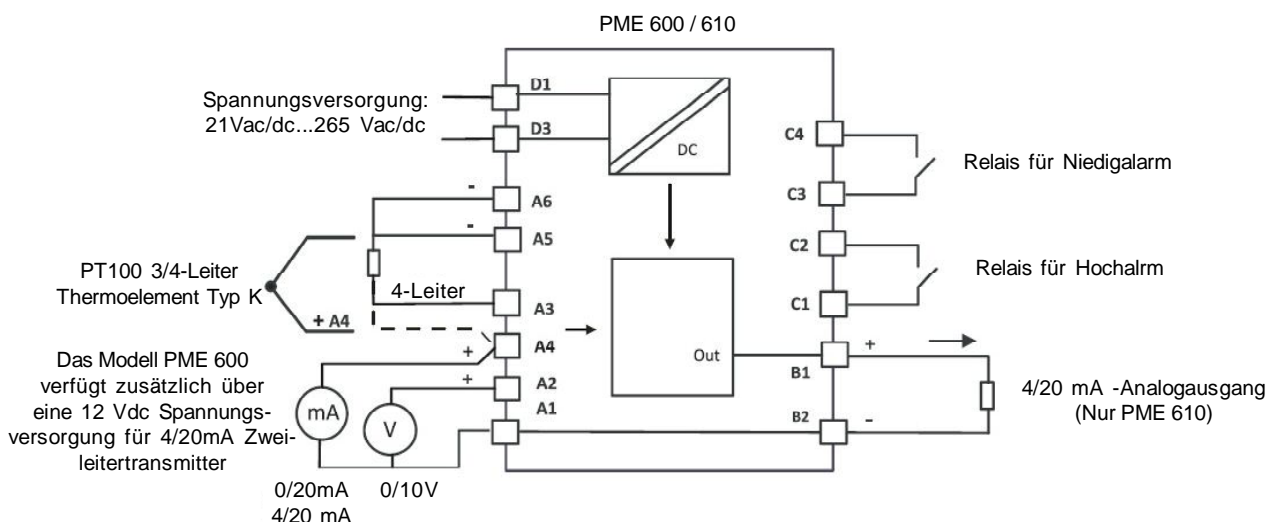 PME 600 / 610
Spannungsversorgung:
21Vac/dc...265 Vac/dc
D1
D3
DC
C4
Relais für Niedigalarm
C3
-
A6
-
A5
C2
Relais für Hochalrm
C1
PT100 3/4-Leiter
Thermoelement Typ K
+ A4
4-Leiter
A3
+
A4
Out
+
B1
4/20 mA -Analogausgang
(Nur PME 610)
Das Modell PME 600
verfügt zusätzlich über
eine 12 Vdc Spannungs-
versorgung für 4/20mA Zwei-
leitertransmitter
mA
+
A2
V
A1
B2
-
0/20mA
4/20 mA
0/10V